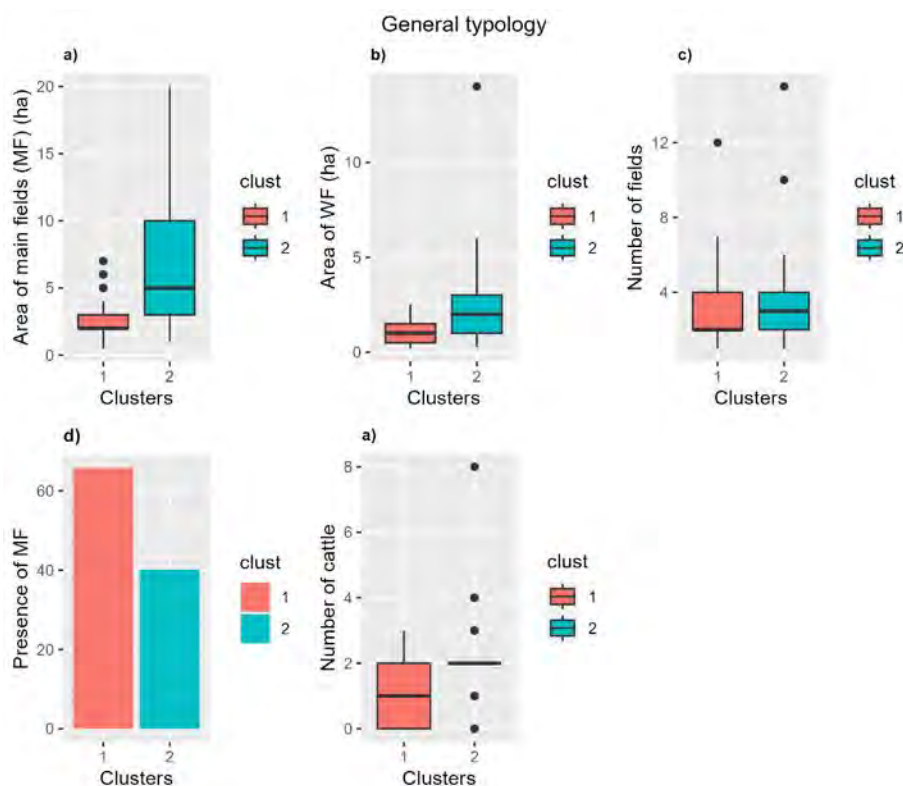 General typology
a)
Area of main fields (MF) (ha)
20
15
10
5
0
1 2
Clusters
clust
1
2
b)
Area of WF (ha)
10
5
0
1 2
Clusters
clust
1
2
c)
Number of fields
12
8
4
1 2
Clusters
clust
1
2
d)
Presence of MF
60
40
20
0
1 2
Clusters
clust
1
2
a)
Number of cattle
8
6
4
2
0
1 2
Clusters
clust
1
2